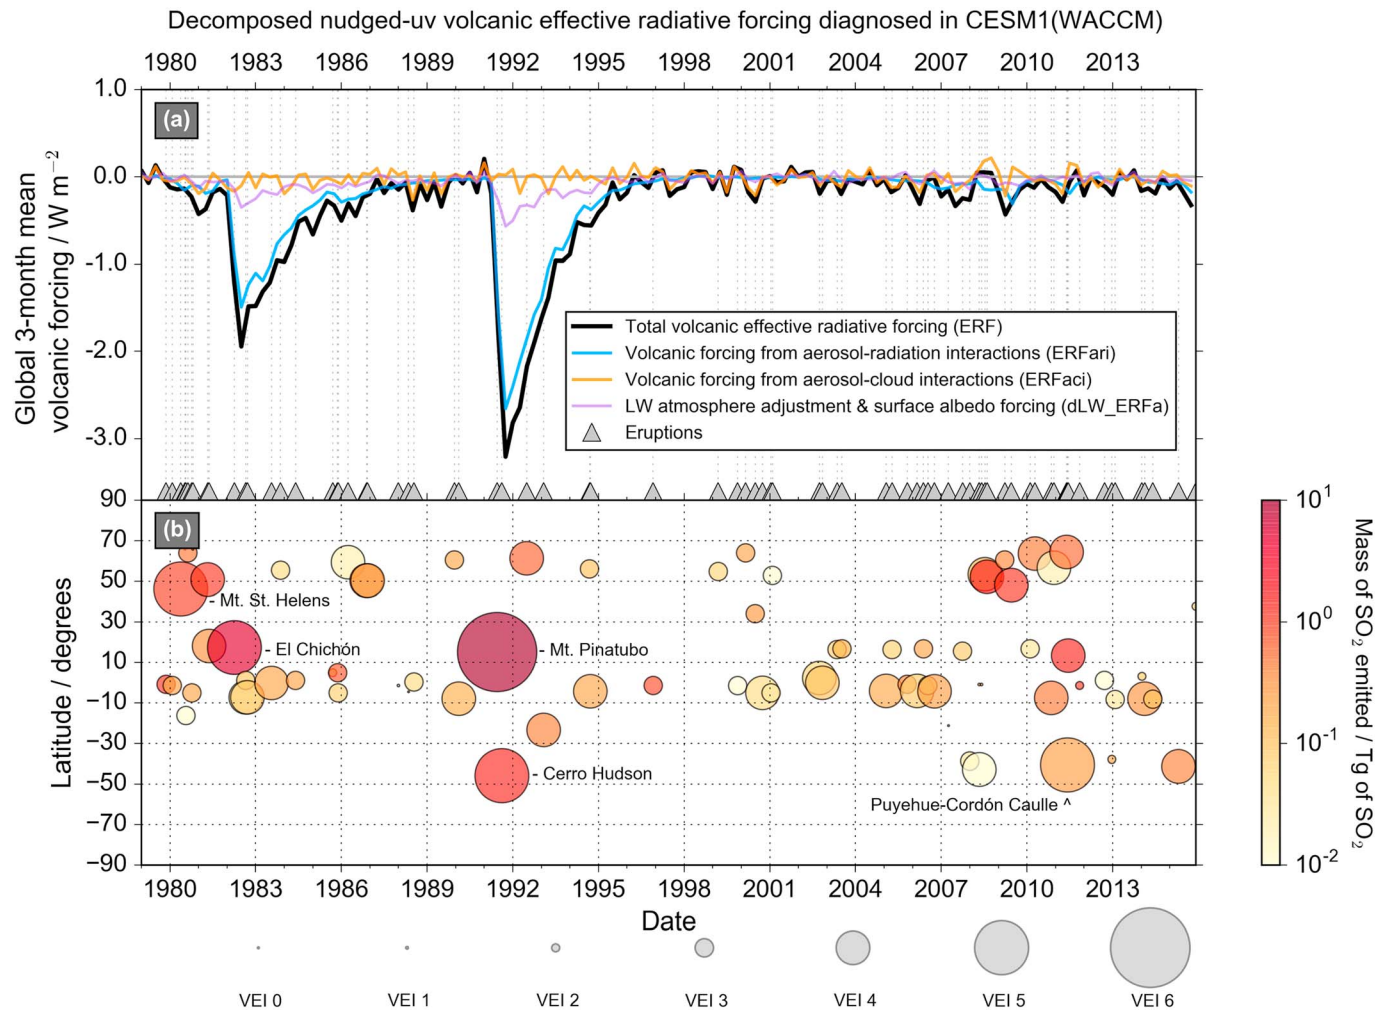 Decomposed nudged-uv volcanic effective radiative forcing diagnosed in CESM1(WACCM)
1980 1983 1986 1989 1992 1995 1998 2001 2004 2007 2010 2013
(a)
Global 3-month mean
volcanic forcing / W m⁻²
1.0
0.0
-1.0
-2.0
-3.0
Total volcanic effective radiative forcing (ERF)
Volcanic forcing from aerosol-radiation interactions (ERFari)
Volcanic forcing from aerosol-cloud interactions (ERFaci)
LW atmosphere adjustment & surface albedo forcing (dLW_ERFa)
Eruptions
(b)
Latitude / degrees
90
70
50
30
10
−10
−30
−50
−70
−90
- Mt. St. Helens
- El Chichón
- Mt. Pinatubo
- Cerro Hudson
Puyehue-Cordón Caulle ^
1980 1983 1986 1989 1992 1995 1998 2001 2004 2007 2010 2013
Date
10¹
10⁰
10⁻¹
10⁻²
Mass of SO₂ emitted / Tg of SO₂
VEI 0 VEI 1 VEI 2 VEI 3 VEI 4 VEI 5 VEI 6